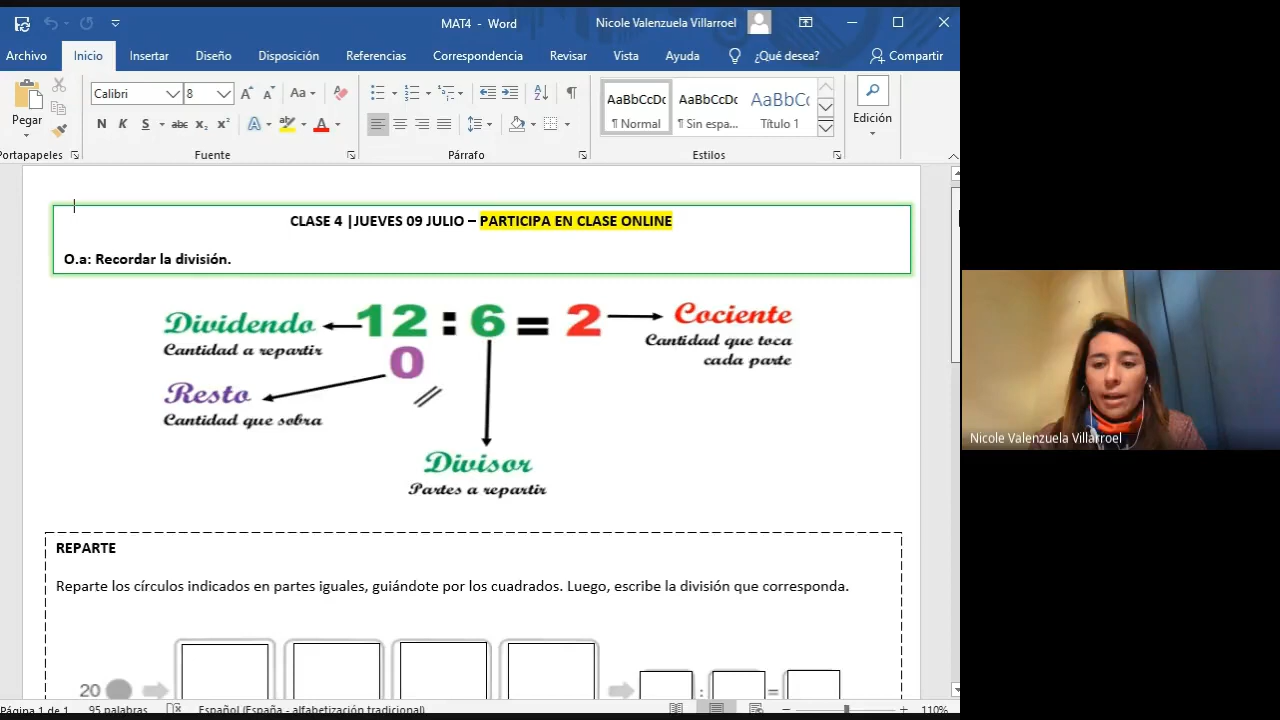 MAT4 - Word
Nicole Valenzuela Villarroel
Archivo
Inicio
Insertar
Diseño
Disposición
Referencias
Correspondencia
Revisar
Vista
Ayuda
¿Qué desea?
Compartir
Pegar
Calibri
8
Aa
N K S abc x₂ x²
A
AaBbCcDc
AaBbCcDc
AaBbCc
¶ Normal
¶ Sin espa...
Título 1
Edición
Portapapeles
Fuente
Párrafo
Estilos
CLASE 4 |JUEVES 09 JULIO – PARTICIPA EN CLASE ONLINE
O.a: Recordar la división.
Dividendo
12 : 6 = 2
Cociente
Cantidad a repartir
Cantidad que toca
cada parte
0
Resto
Cantidad que sobra
Divisor
Partes a repartir
REPARTE
Reparte los círculos indicados en partes iguales, guiándote por los cuadrados. Luego, escribe la división que corresponda.
20
: =
Página 1 de 1
95 palabras
Español (España - alfabetización tradicional)
110%
Nicole Valenzuela Villarroel